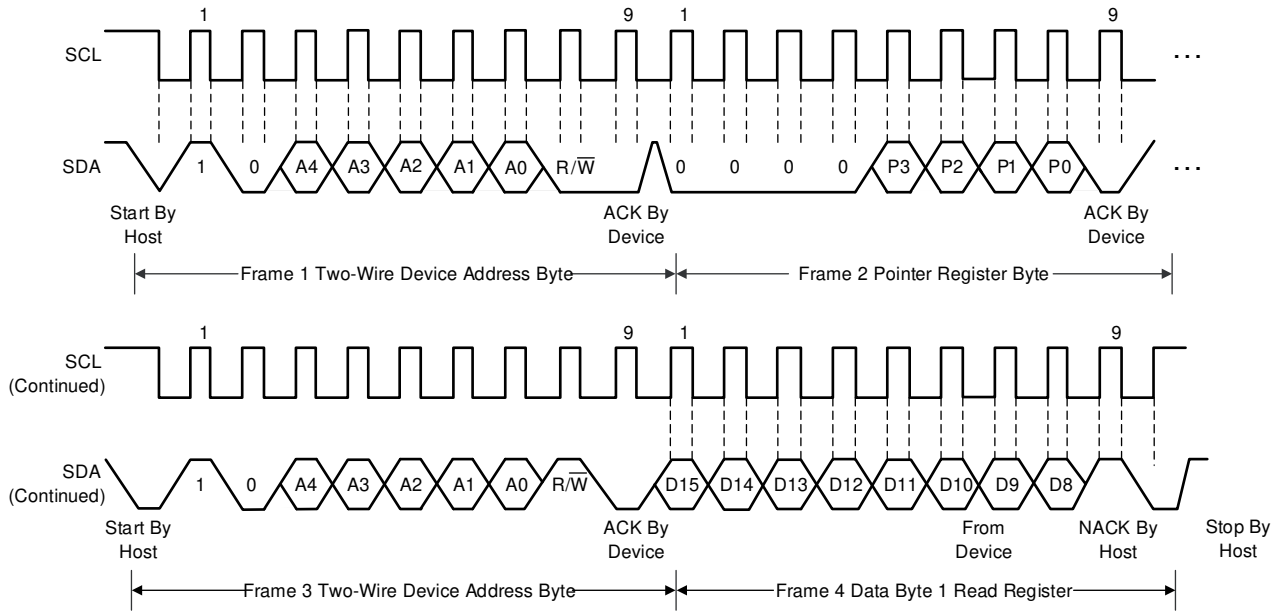 1 9 1 9
SCL ...
SDA 1 0 A4 A3 A2 A1 A0 R/W̅ 0 0 0 0 P3 P2 P1 P0 ...
Start By ACK By ACK By
Host Device Device
Frame 1 Two-Wire Device Address Byte Frame 2 Pointer Register Byte
1 9 1 9
SCL
(Continued)
SDA
(Continued) 1 0 A4 A3 A2 A1 A0 R/W̅ D15 D14 D13 D12 D11 D10 D9 D8
Start By ACK By From NACK By Stop By
Host Device Device Host Host
Frame 3 Two-Wire Device Address Byte Frame 4 Data Byte 1 Read Register